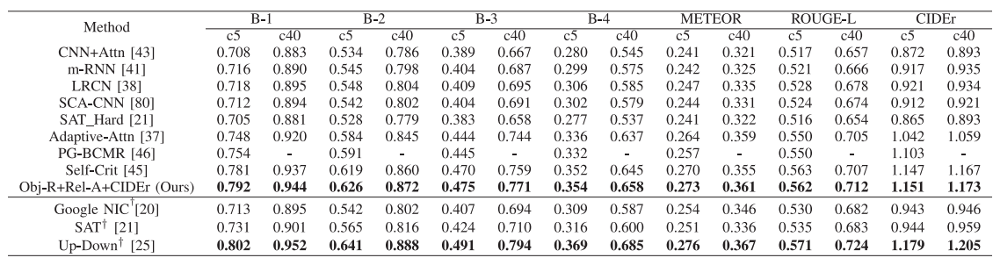 Method B-1 B-2 B-3 B-4 METEOR ROUGE-L CIDEr
c5 c40 c5 c40 c5 c40 c5 c40 c5 c40 c5 c40 c5 c40
CNN+Attn [43] 0.708 0.883 0.534 0.786 0.389 0.667 0.280 0.545 0.241 0.321 0.517 0.657 0.872 0.893
m-RNN [41] 0.716 0.890 0.545 0.798 0.404 0.687 0.299 0.575 0.242 0.325 0.521 0.666 0.917 0.935
LRCN [38] 0.718 0.895 0.548 0.804 0.409 0.695 0.306 0.585 0.247 0.335 0.528 0.678 0.921 0.934
SCA-CNN [80] 0.712 0.894 0.542 0.802 0.404 0.691 0.302 0.579 0.244 0.331 0.524 0.674 0.912 0.921
SAT_Hard [21] 0.705 0.881 0.528 0.779 0.383 0.658 0.277 0.537 0.241 0.322 0.516 0.654 0.865 0.893
Adaptive-Attn [37] 0.748 0.920 0.584 0.845 0.444 0.744 0.336 0.637 0.264 0.359 0.550 0.705 1.042 1.059
PG-BCMR [46] 0.754 - 0.591 - 0.445 - 0.332 - 0.257 - 0.550 - 1.103 -
Self-Crit [45] 0.781 0.937 0.619 0.860 0.470 0.759 0.352 0.645 0.270 0.355 0.563 0.707 1.147 1.167
Obj-R+Rel-A+CIDEr (Ours) 0.792 0.944 0.626 0.872 0.475 0.771 0.354 0.658 0.273 0.361 0.562 0.712 1.151 1.173
Google NIC†[20] 0.713 0.895 0.542 0.802 0.407 0.694 0.309 0.587 0.254 0.346 0.530 0.682 0.943 0.946
SAT† [21] 0.731 0.901 0.565 0.816 0.424 0.710 0.316 0.600 0.251 0.336 0.535 0.683 0.944 0.959
Up-Down† [25] 0.802 0.952 0.641 0.888 0.491 0.794 0.369 0.685 0.276 0.367 0.571 0.724 1.179 1.205